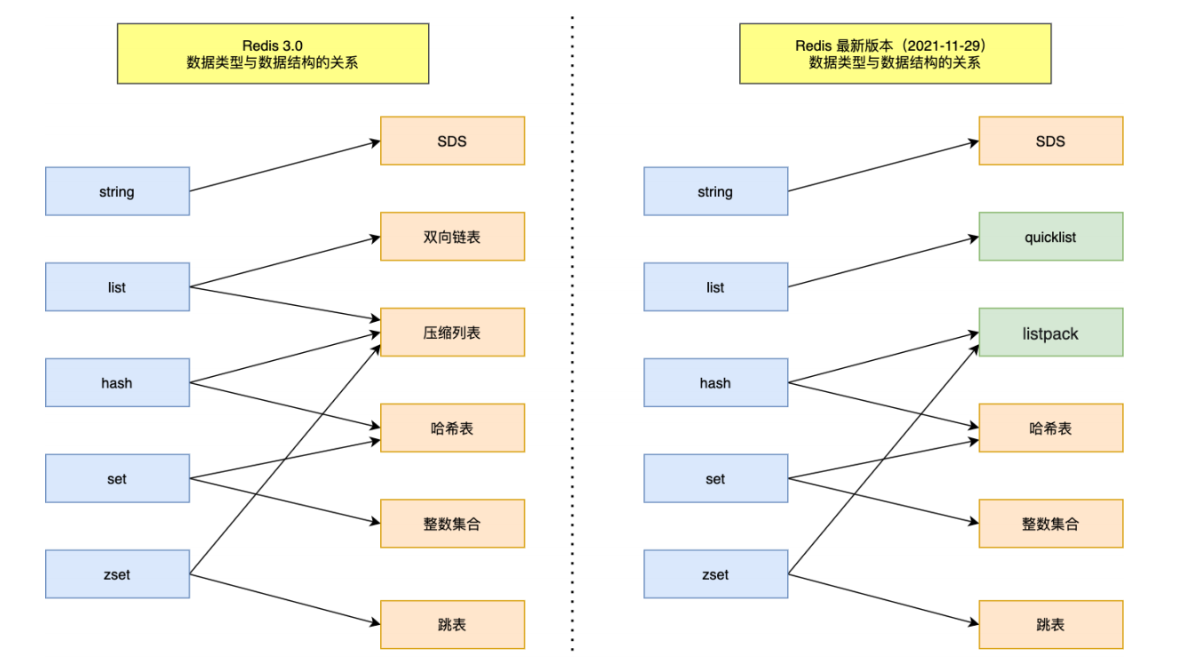 Redis 3.0
数据类型与数据结构的关系
SDS
string
双向链表
list
压缩列表
hash
哈希表
set
整数集合
zset
跳表
Redis 最新版本（2021-11-29）
数据类型与数据结构的关系
SDS
string
quicklist
list
listpack
hash
哈希表
set
整数集合
zset
跳表